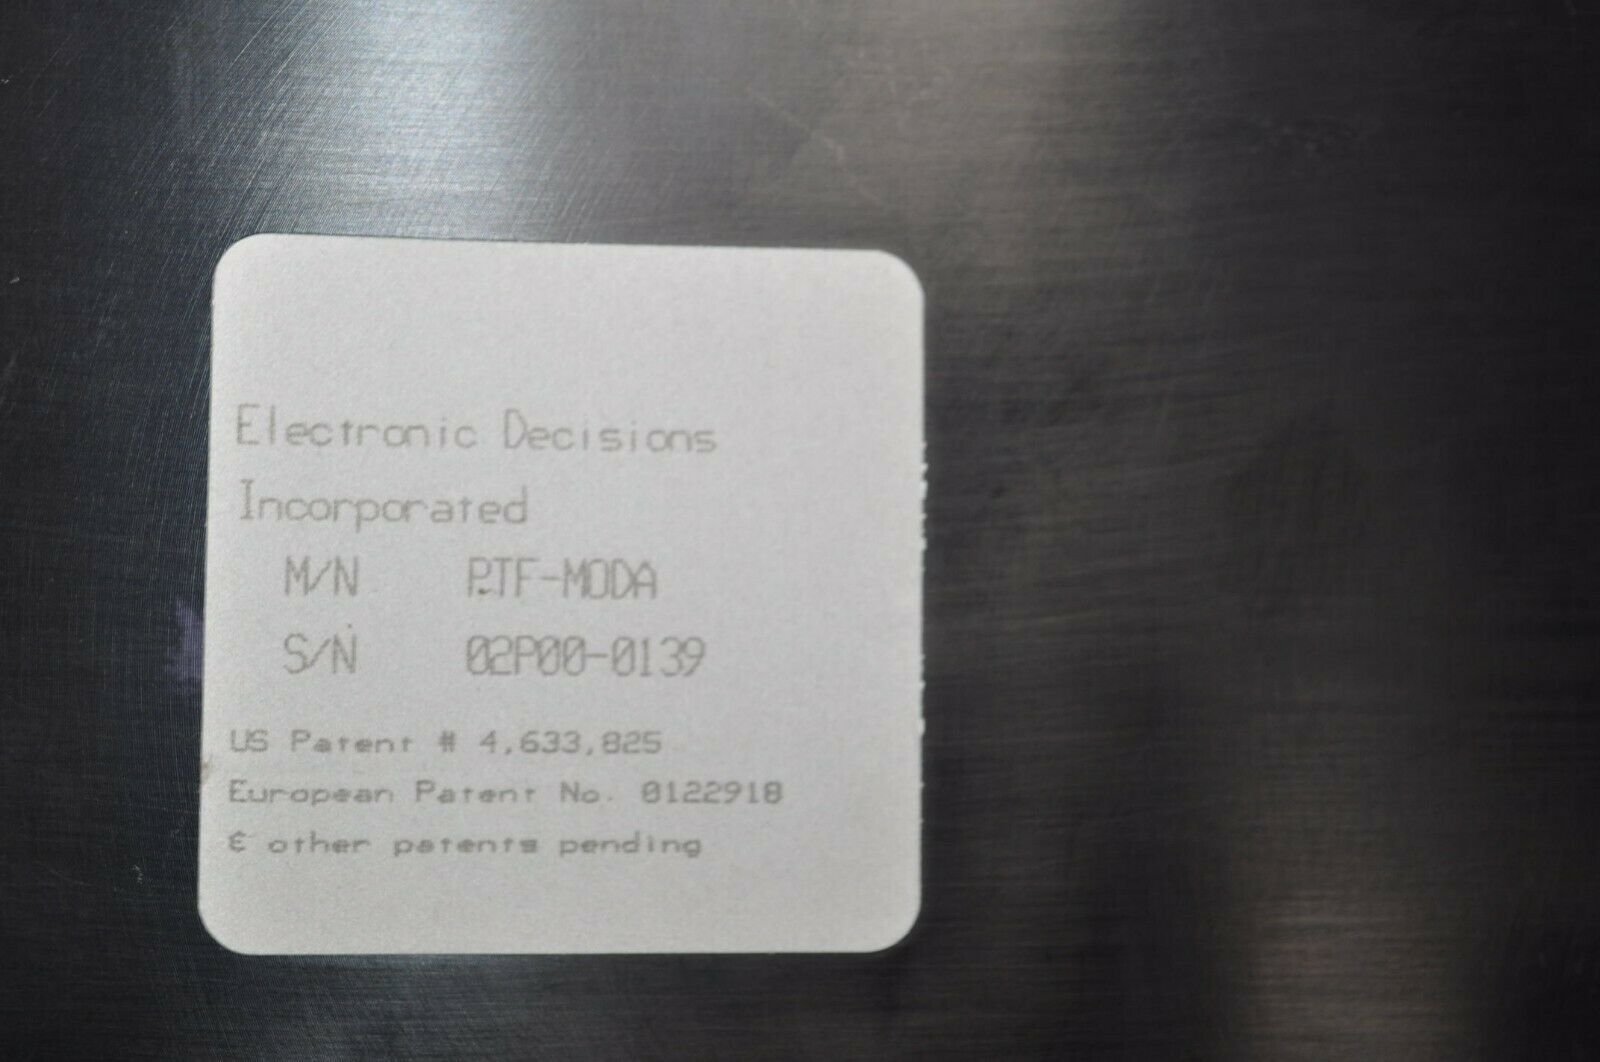 Electronic Decisions
Incorporated
M/N PTF-MODA
S/N 02P00-0139
US Patent # 4,633,825
European Patent No. 0122918
& other patents pending